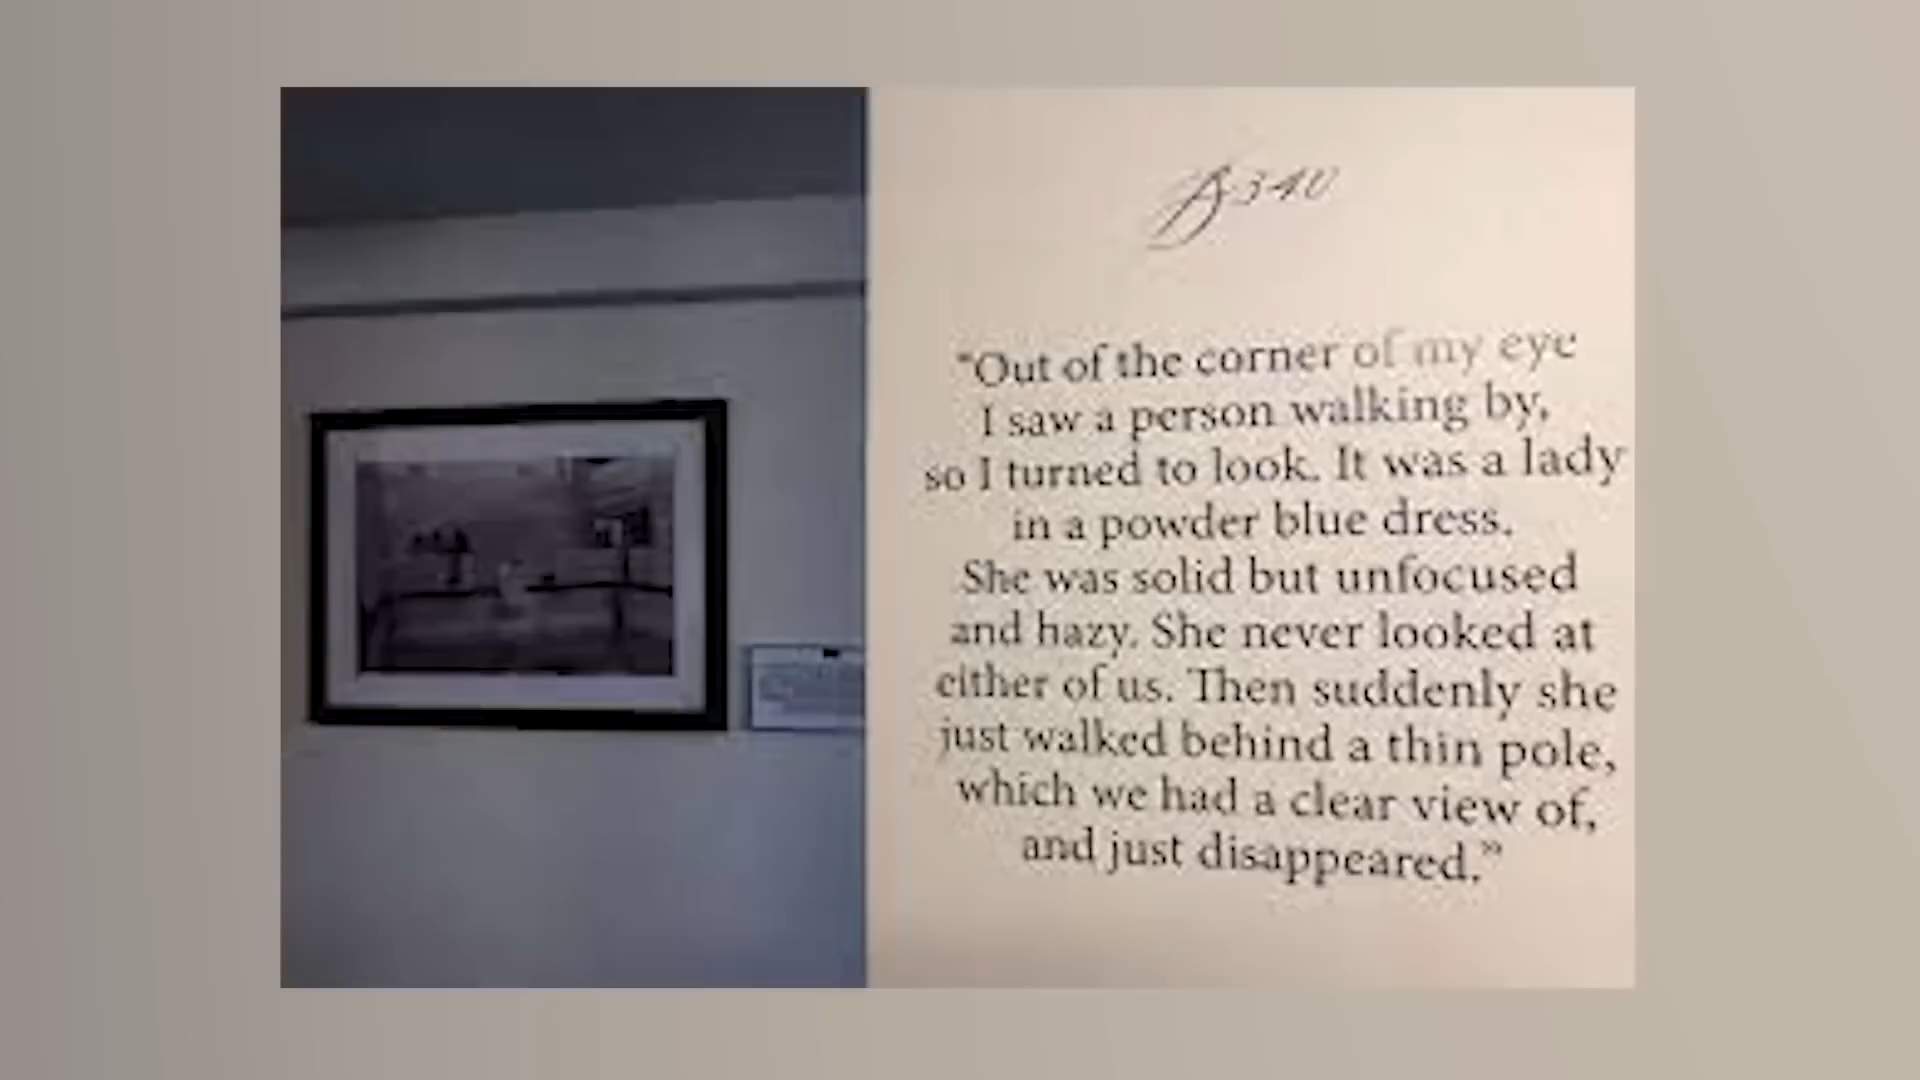 B340
"Out of the corner of my eye
I saw a person walking by,
so I turned to look. It was a lady
in a powder blue dress.
She was solid but unfocused
and hazy. She never looked at
either of us. Then suddenly she
just walked behind a thin pole,
which we had a clear view of,
and just disappeared."